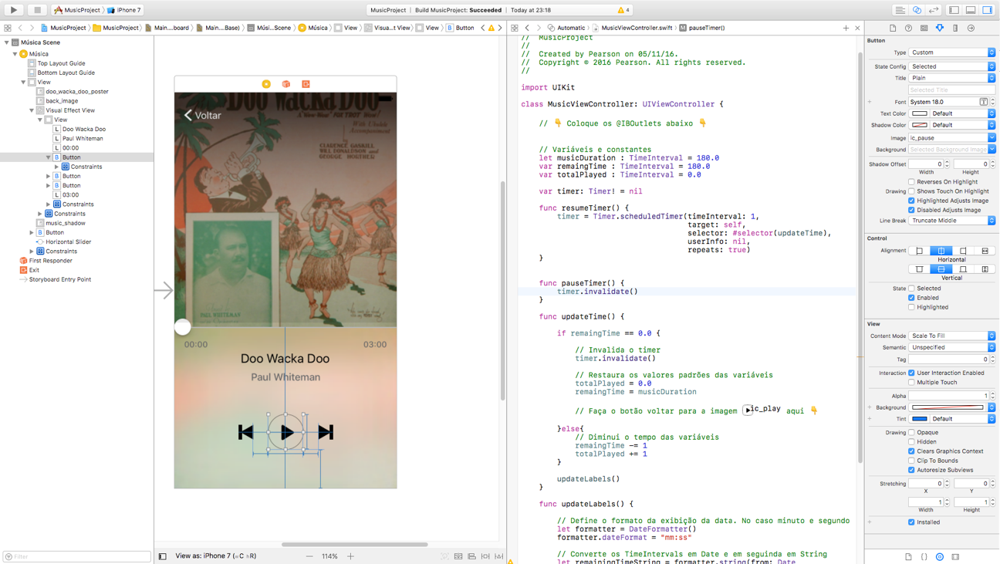 MusicProject
iPhone 7
MusicProject
Build MusicProject: Succeeded
Today at 23:18
4
MusicProject
MusicProject
Main....board
Main....Base)
Músi...Scene
Música
View
Visua...t View
View
B Button
Automatic
MusicViewController.swift
M pauseTimer()
Música Scene
Música
Top Layout Guide
Bottom Layout Guide
View
doo_wacka_doo_poster
back_image
Visual Effect View
View
L Doo Wacka Doo
L Paul Whiteman
L 00:00
B Button
Constraints
B Button
B Button
L 03:00
Constraints
Constraints
music_shadow
B Button
Horizontal Slider
Constraints
First Responder
Exit
Storyboard Entry Point
Filter
DOO WACKA DOO
Voltar
With Ukulele
Accompaniment
CLARENCE GASKILL
WILL DONALDSON and
GEORGE HORTHER
PAUL WHITEMAN
00:00
03:00
Doo Wacka Doo
Paul Whiteman
View as: iPhone 7
114%
// MusicProject
//
// Created by Pearson on 05/11/16.
// Copyright © 2016 Pearson. All rights reserved.
//
import UIKit
class MusicViewController: UIViewController {
// 👇 Coloque os @IBOutlets abaixo 👇
// Variáveis e constantes
let musicDuration : TimeInterval = 180.0
var remaingTime : TimeInterval = 180.0
var totalPlayed : TimeInterval = 0.0
var timer: Timer! = nil
func resumeTimer() {
timer = Timer.scheduledTimer(timeInterval: 1,
target: self,
selector: #selector(updateTime),
userInfo: nil,
repeats: true)
}
func pauseTimer() {
timer.invalidate()
}
func updateTime() {
if remaingTime == 0.0 {
// Invalida o timer
timer.invalidate()
// Restaura os valores padrões das variáveis
totalPlayed = 0.0
remaingTime = musicDuration
// Faça o botão voltar para a imagem ic_play aqui 👇
}else{
// Diminui o tempo das variáveis
remaingTime -= 1
totalPlayed += 1
}
updateLabels()
}
func updateLabels() {
// Define o formato da exibição da data. No caso minuto e segundo
let formatter = DateFormatter()
formatter.dateFormat = "mm:ss"
// Converte os TimeIntervals em Date e em seguinda em String
let remainingTimeString = formatter.string(from: Date
Button
Type Custom
State Config Selected
Title Plain
Selected Title
Font System 18.0
Text Color Default
Shadow Color Default
Image ic_pause
Background Selected Background Image
Shadow Offset 0 0
Width Height
Reverses On Highlight
Drawing Shows Touch On Highlight
Highlighted Adjusts Image
Disabled Adjusts Image
Line Break Truncate Middle
Control
Alignment
Horizontal
Vertical
State Selected
Enabled
Highlighted
View
Content Mode Scale To Fill
Semantic Unspecified
Tag 0
Interaction User Interaction Enabled
Multiple Touch
Alpha 1
Background
Tint Default
Drawing Opaque
Hidden
Clears Graphics Context
Clip To Bounds
Autoresize Subviews
Stretching 0 0
X Y
1 1
Width Height
Installed